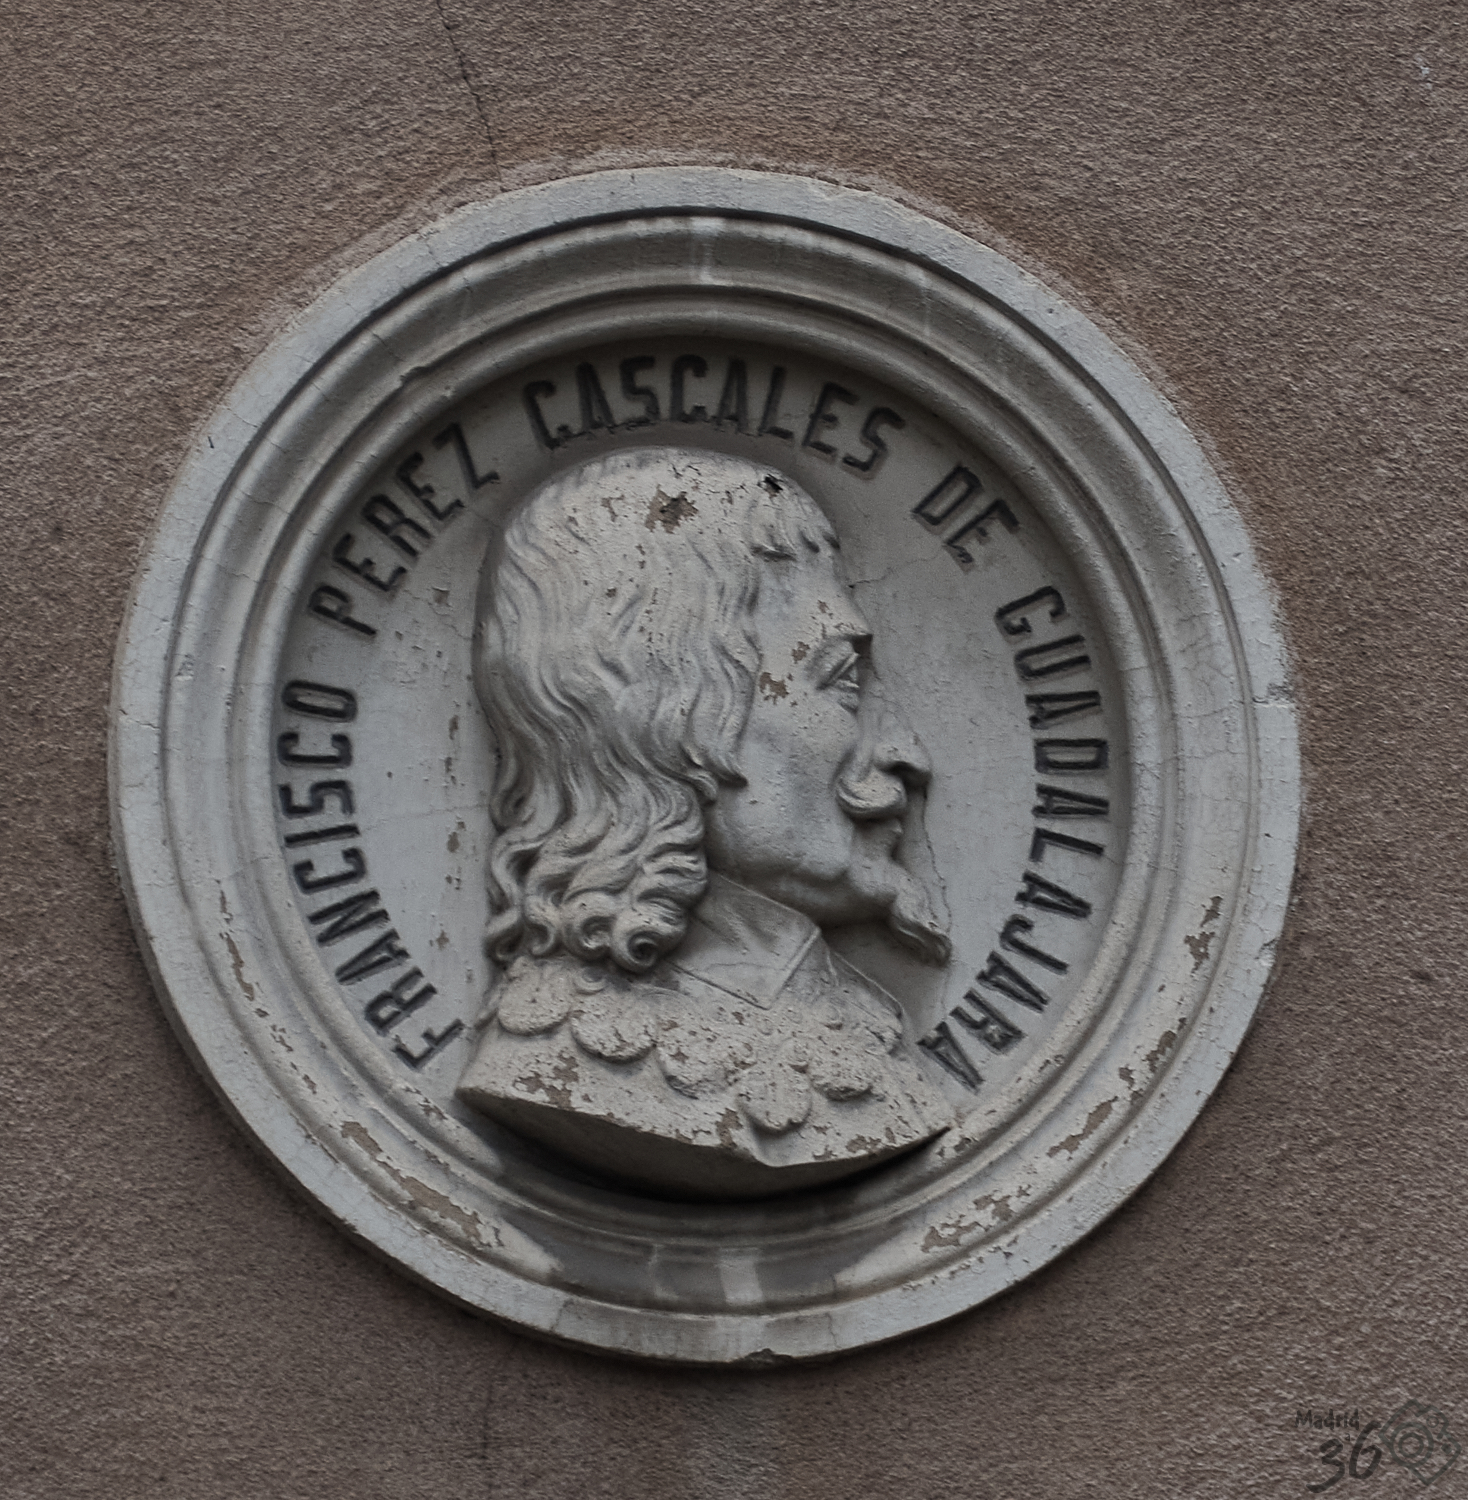 FRANCISCO PEREZ CASCALES DE GUADALAJARA
Madrid
360